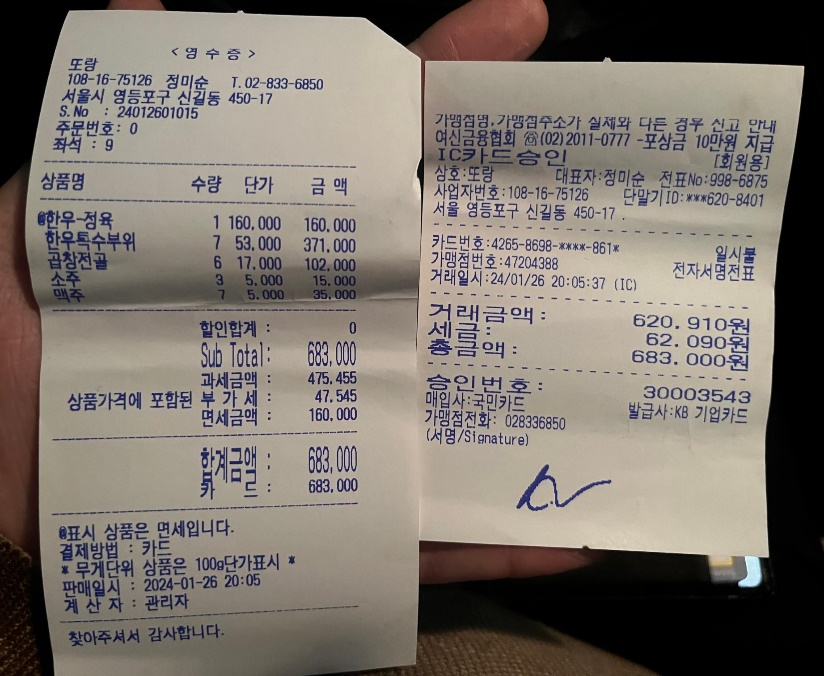 <영수증>
또랑
108-16-75126 정미순 T.02-833-6850
서울시 영등포구 신길동 450-17
S.No : 24012601015
주문번호: 0
좌석 : 9
상품명 수량 단가 금 액
@한우-정육 1 160,000 160,000
한우특수부위 7 53,000 371,000
곱창전골 6 17,000 102,000
소주 3 5,000 15,000
맥주 7 5,000 35,000
할인합계 : 0
Sub Total: 683,000
과세금액 : 475,455
상품가격에 포함된 부 가 세 : 47,545
면세금액 : 160,000
합계금액 : 683,000
카 드 : 683,000
@표시 상품은 면세입니다.
결제방법 : 카드
* 무게단위 상품은 100g단가표시 *
판매일시 : 2024-01-26 20:05
계 산 자 : 관리자
찾아주셔서 감사합니다.
가맹점명,가맹점주소가 실제와 다른 경우 신고 안내
여신금융협회 ☎(02)2011-0777 -포상금 10만원 지급
IC카드승인 [회원용]
상호:또랑 대표자:정미순 전표No:998-6875
사업자번호:108-16-75126 단말기ID:***620-8401
서울 영등포구 신길동 450-17 .
카드번호:4265-8698-****-861* 일시불
가맹점번호:47204388 전자서명전표
거래일시:24/01/26 20:05:37 (IC)
거래금액: 620.910원
세금: 62.090원
총금액: 683.000원
승인번호: 30003543
매입사:국민카드 발급사:KB 기업카드
가맹점전화: 028336850
(서명/Signature)